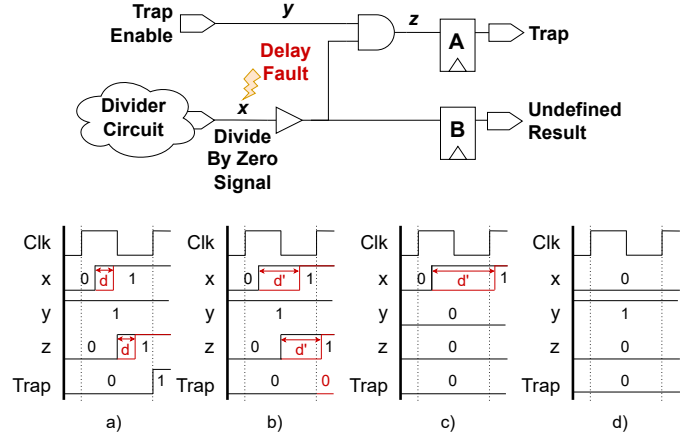 Trap
Enable
y
z
A
Trap
Delay
Fault
Divider
Circuit
x
Divide
By Zero
Signal
B
Undefined
Result
Clk
x 0 d 1
y 1
z 0 d 1
Trap 0 1
a)
Clk
x 0 d' 1
y 1
z 0 d' 1
Trap 0 0
b)
Clk
x 0 d' 1
y 0
z 0
Trap 0
c)
Clk
x 0
y 1
z 0
Trap 0
d)